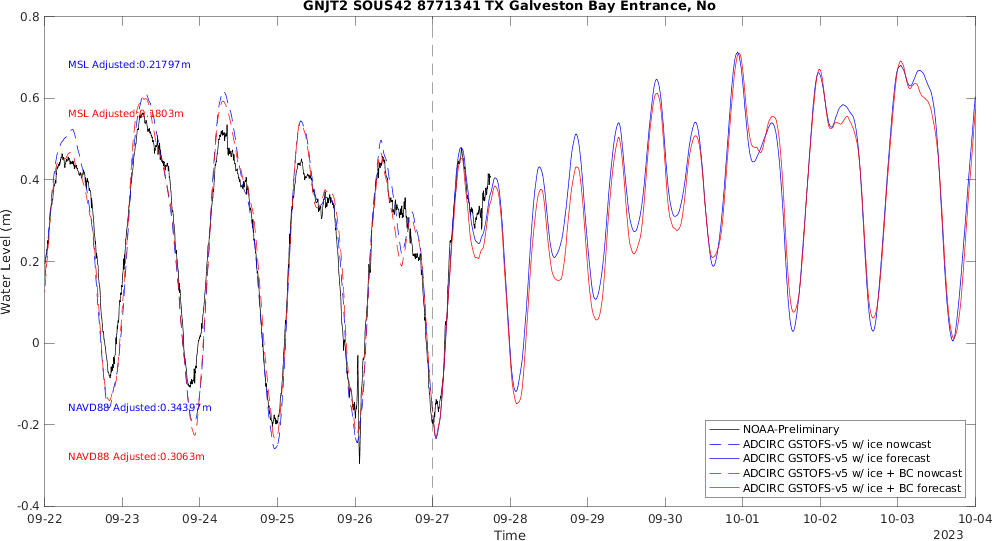 GNJT2 SOUS42 8771341 TX Galveston Bay Entrance, No
0.8
0.6
0.4
0.2
0
-0.2
-0.4
Water Level (m)
MSL Adjusted:0.21797m
MSL Adjusted:0.1803m
NAVD88 Adjusted:0.34397m
NAVD88 Adjusted:0.3063m
NOAA-Preliminary
ADCIRC GSTOFS-v5 w/ ice nowcast
ADCIRC GSTOFS-v5 w/ ice forecast
ADCIRC GSTOFS-v5 w/ ice + BC nowcast
ADCIRC GSTOFS-v5 w/ ice + BC forecast
09-22 09-23 09-24 09-25 09-26 09-27 09-28 09-29 09-30 10-01 10-02 10-03 10-04
Time
2023